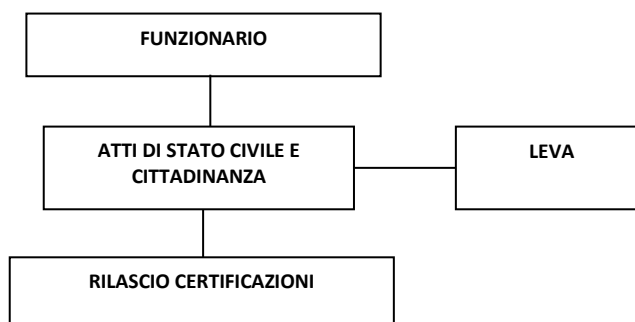 FUNZIONARIO
ATTI DI STATO CIVILE E
CITTADINANZA
LEVA
RILASCIO CERTIFICAZIONI